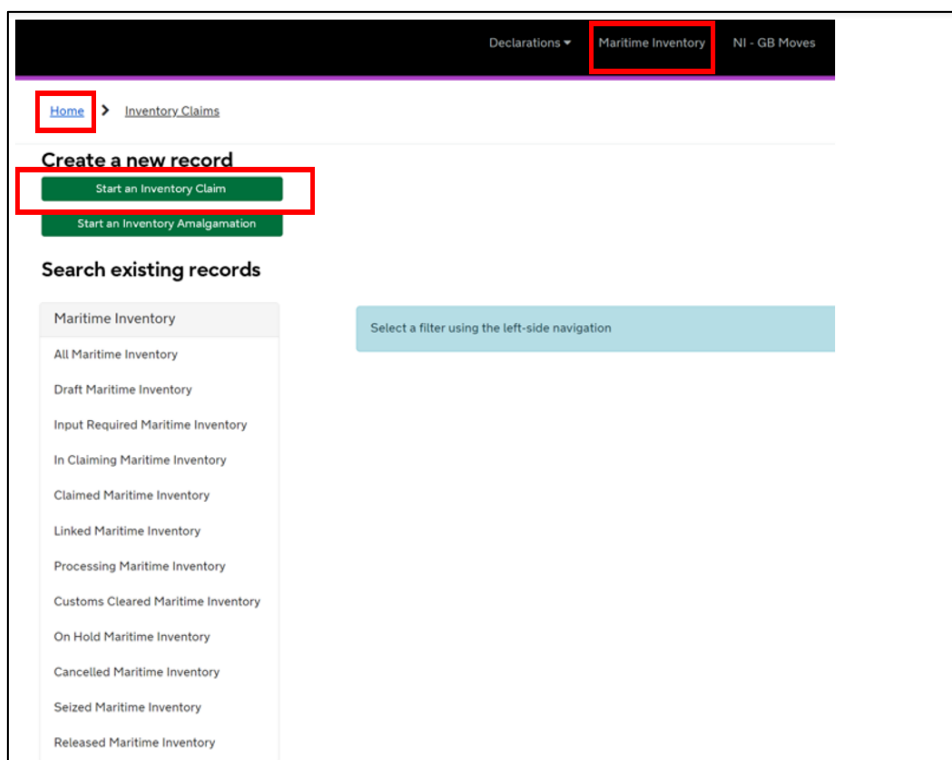 Declarations Maritime Inventory NI - GB Moves
Home > Inventory Claims
Create a new record
Start an Inventory Claim
Start an Inventory Amalgamation
Search existing records
Maritime Inventory
Select a filter using the left-side navigation
All Maritime Inventory
Draft Maritime Inventory
Input Required Maritime Inventory
In Claiming Maritime Inventory
Claimed Maritime Inventory
Linked Maritime Inventory
Processing Maritime Inventory
Customs Cleared Maritime Inventory
On Hold Maritime Inventory
Cancelled Maritime Inventory
Seized Maritime Inventory
Released Maritime Inventory